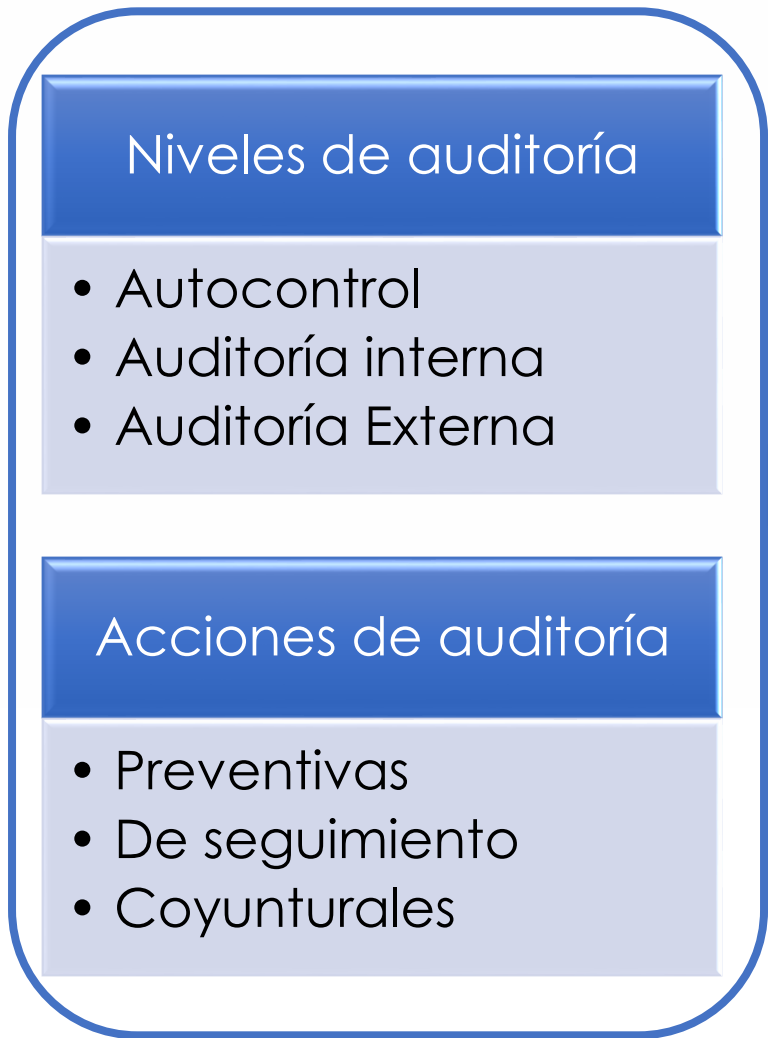 Niveles de auditoría
• Autocontrol
• Auditoría interna
• Auditoría Externa
Acciones de auditoría
• Preventivas
• De seguimiento
• Coyunturales